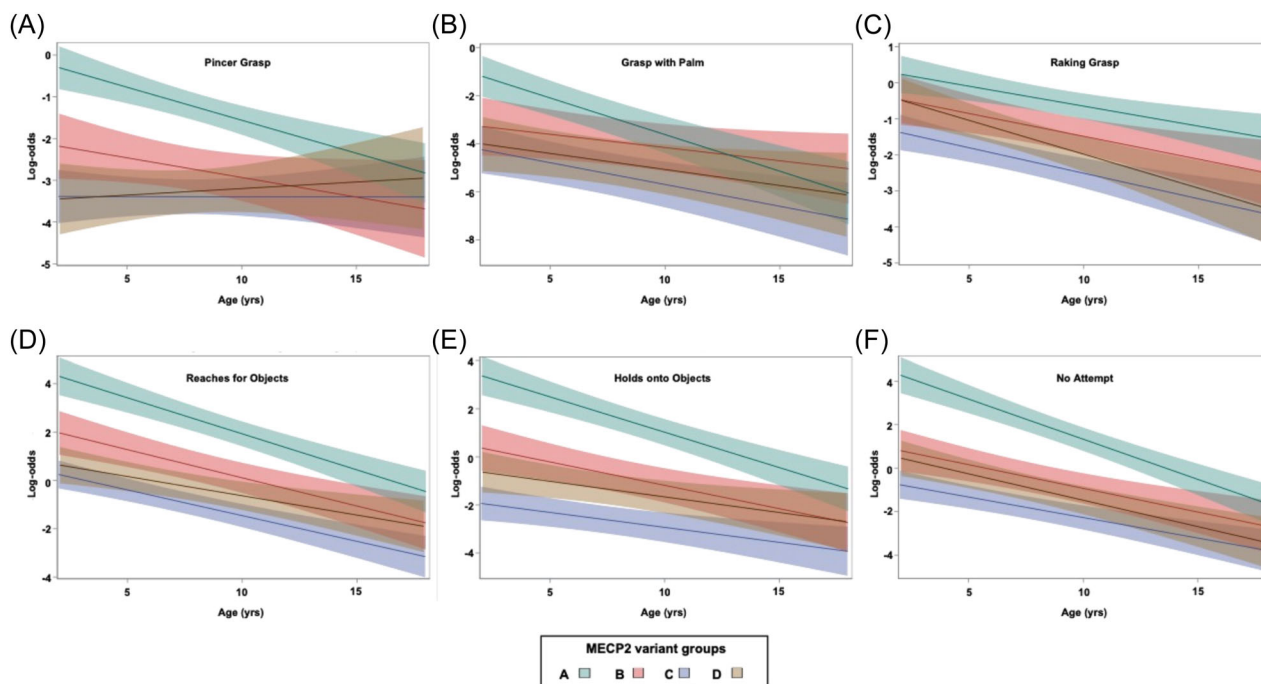 (A)
Pincer Grasp
0
-1
-2
-3
-4
-5
Log-odds
5 10 15
Age (yrs)
(B)
Grasp with Palm
0
-2
-4
-6
-8
Log-odds
5 10 15
Age (yrs)
(C)
Raking Grasp
1
0
-1
-2
-3
-4
-5
Log-odds
5 10 15
Age (yrs)
(D)
Reaches for Objects
4
2
0
-2
-4
Log-odds
5 10 15
Age (yrs)
(E)
Holds onto Objects
4
2
0
-2
-4
Log-odds
5 10 15
Age (yrs)
(F)
No Attempt
4
2
0
-2
-4
Log-odds
5 10 15
Age (yrs)
MECP2 variant groups
A B C D